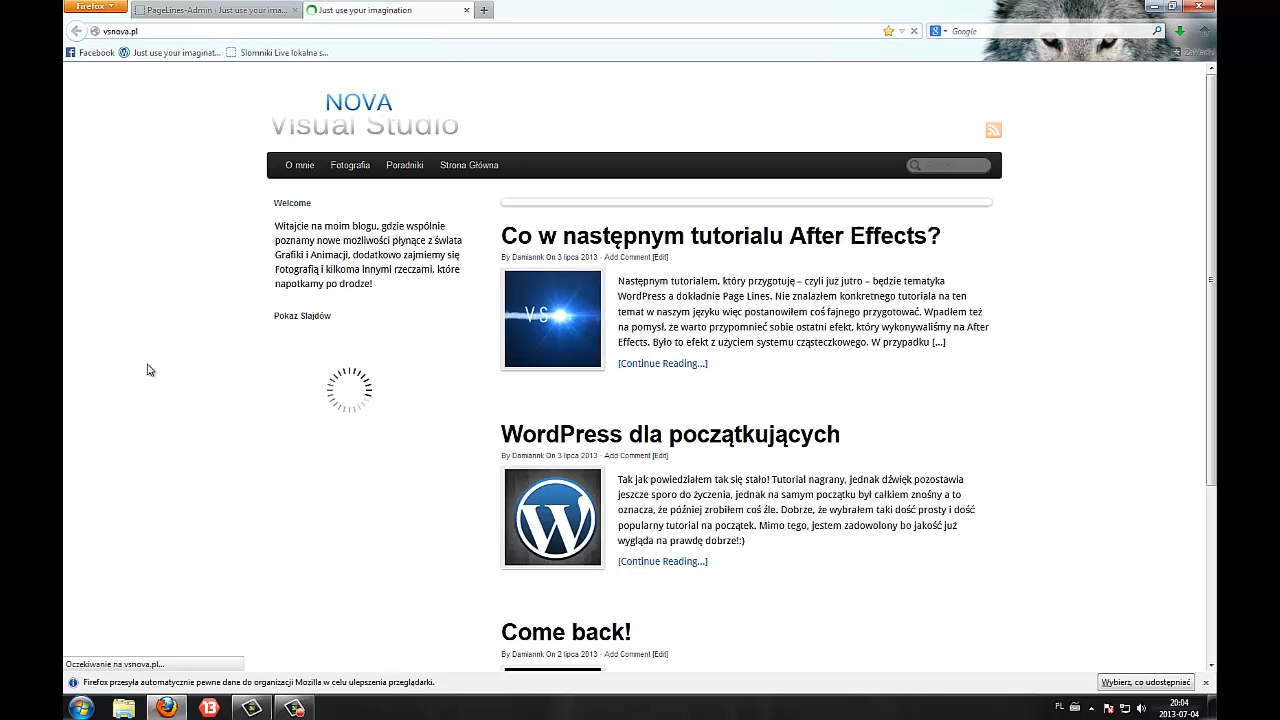 Firefox
PageLines-Admin ‹ Just use your ima...
Just use your imagination
vsnova.pl
Google
Facebook
Just use your imaginat...
Slomniki Live lokalna s...
NOVA
Visual Studio
O mnie
Fotografia
Poradniki
Strona Główna
Welcome
Witajcie na moim blogu, gdzie wspólnie
poznamy nowe możliwości płynące z świata
Grafiki i Animacji, dodatkowo zajmiemy się
Fotografią i kilkoma innymi rzeczami, które
napotkamy po drodze!
Pokaz Slajdów
Co w następnym tutorialu After Effects?
By Damiannk On 3 lipca 2013 · Add Comment [Edit]
VS
Następnym tutorialem, który przygotuję – czyli już jutro – będzie tematyka
WordPress a dokładnie Page Lines. Nie znalazłem konkretnego tutoriala na ten
temat w naszym języku więc postanowiłem coś fajnego przygotować. Wpadłem też
na pomysł, że warto przypomnieć sobie ostatni efekt, który wykonywaliśmy na After
Effects. Było to efekt z użyciem systemu cząsteczkowego. W przypadku [...]
[Continue Reading...]
WordPress dla początkujących
By Damiannk On 3 lipca 2013 · Add Comment [Edit]
Tak jak powiedziałem tak się stało! Tutorial nagrany, jednak dźwięk pozostawia
jeszcze sporo do życzenia, jednak na samym początku był całkiem znośny a to
oznacza, że później zrobiłem coś źle. Dobrze, że wybrałem taki dość prosty i dość
popularny tutorial na początek. Mimo tego, jestem zadowolony bo jakość już
wygląda na prawdę dobrze!:)
[Continue Reading...]
Come back!
By Damiannk On 2 lipca 2013 · Add Comment [Edit]
Oczekiwanie na vsnova.pl...
Firefox przesyła automatycznie pewne dane do organizacji Mozilla w celu ulepszenia przeglądarki.
Wybierz, co udostępniać
13
PL
20:04
2013-07-04